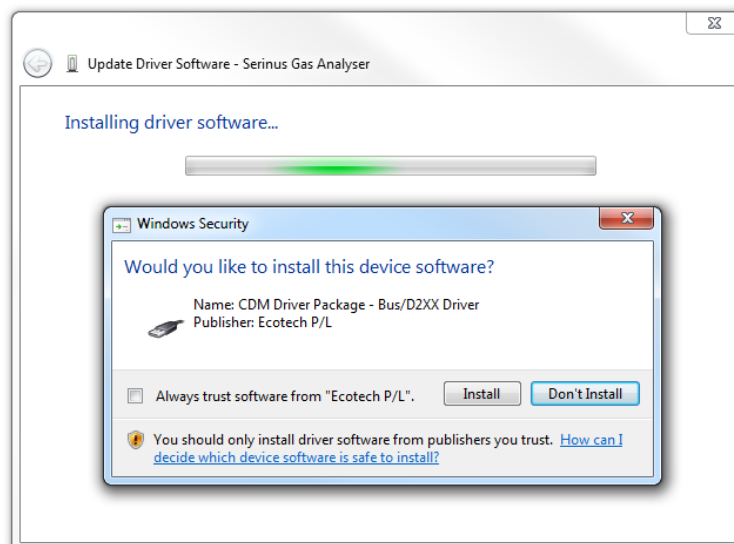 Update Driver Software - Serinus Gas Analyser
Installing driver software...
Windows Security
Would you like to install this device software?
Name: CDM Driver Package - Bus/D2XX Driver
Publisher: Ecotech P/L
Always trust software from "Ecotech P/L".
Install
Don't Install
You should only install driver software from publishers you trust. How can I
decide which device software is safe to install?